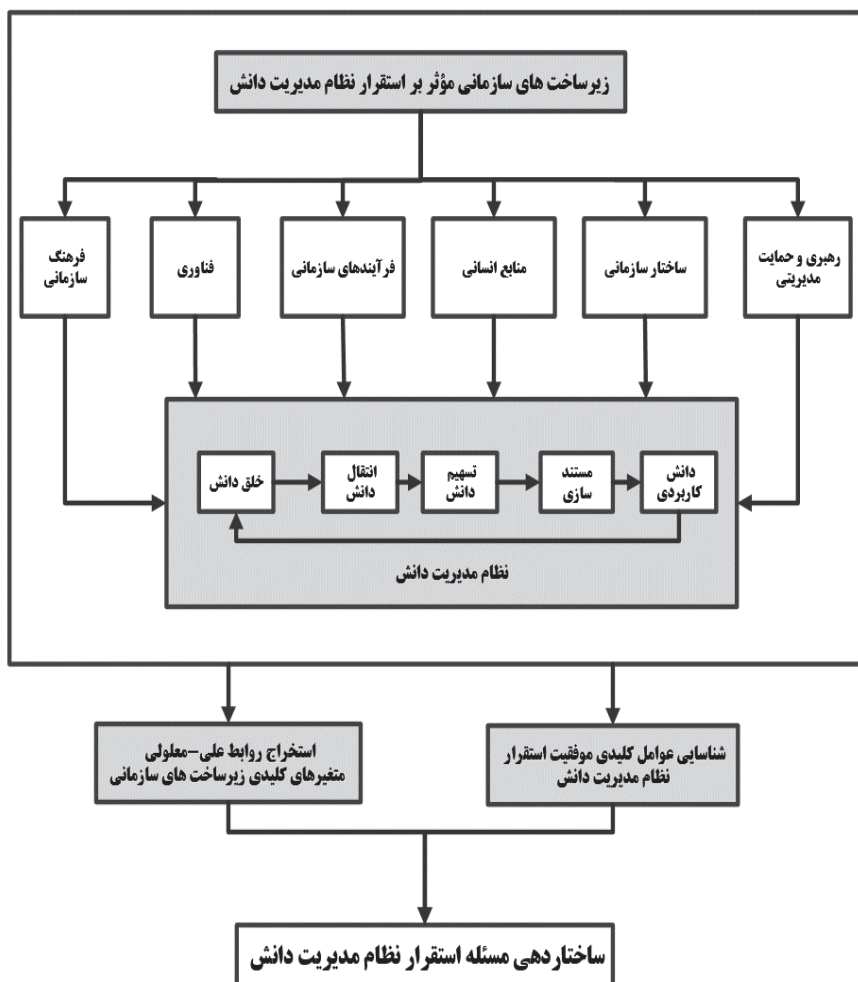 زیرساخت های سازمانی مؤثر بر استقرار نظام مدیریت دانش
رهبری و حمایت
مدیریتی
ساختار سازمانی
منابع انسانی
فرآیندهای سازمانی
فناوری
فرهنگ
سازمانی
خلق دانش
انتقال
دانش
تسهیم
دانش
مستند
سازی
دانش
کاربردی
نظام مدیریت دانش
شناسایی عوامل کلیدی موفقیت استقرار
نظام مدیریت دانش
استخراج روابط علی-معلولی
متغیرهای کلیدی زیرساخت های سازمانی
ساختاردهی مسئله استقرار نظام مدیریت دانش